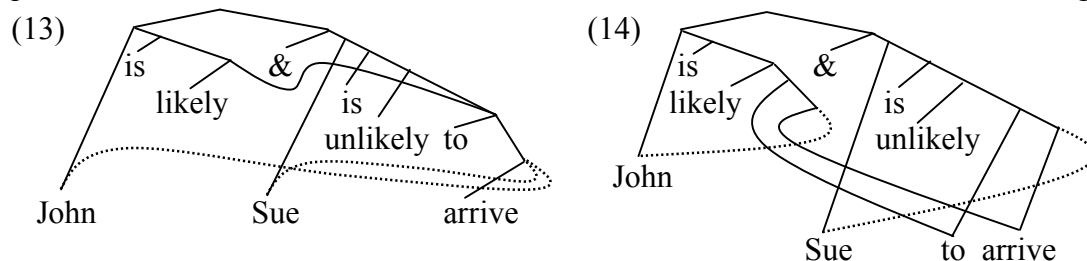 (13)
is & likely is unlikely to
John Sue arrive
(14)
is & likely is unlikely
John Sue to arrive